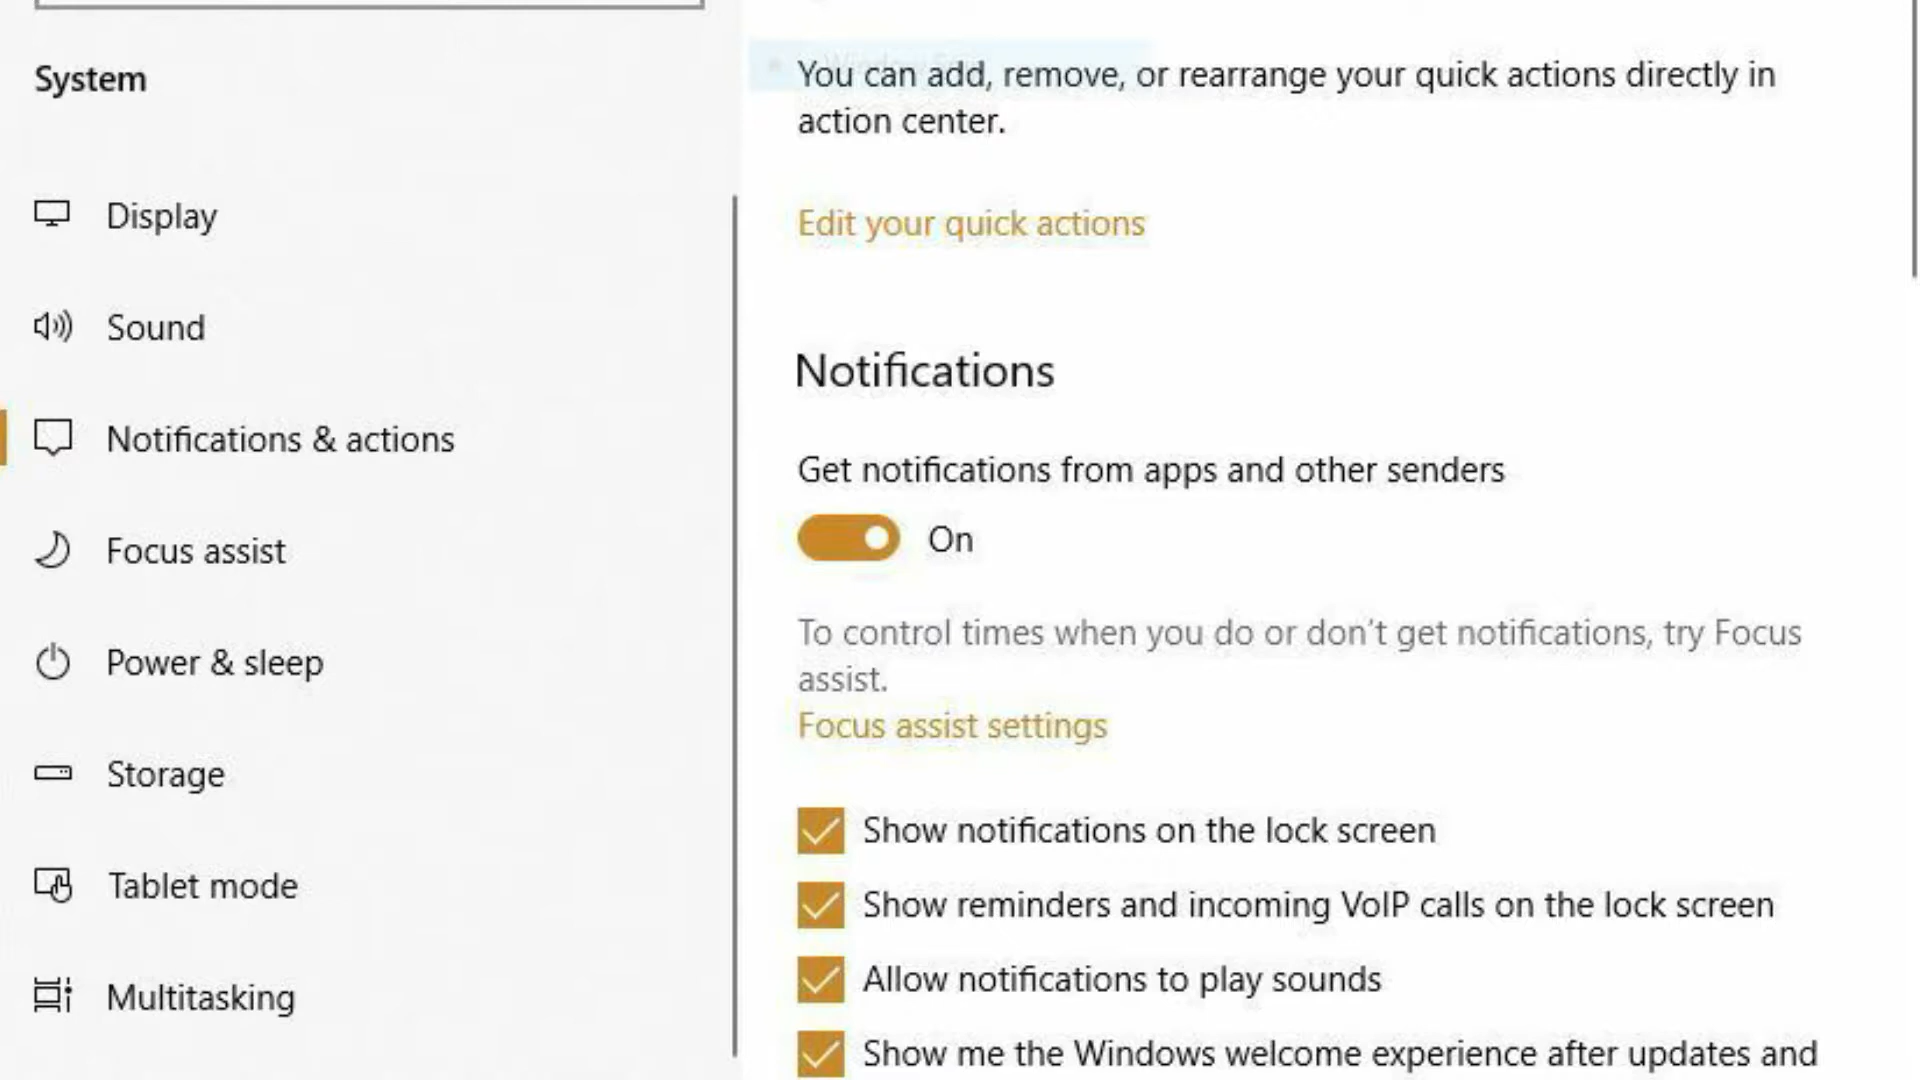 System
Display
Sound
Notifications & actions
Focus assist
Power & sleep
Storage
Tablet mode
Multitasking
You can add, remove, or rearrange your quick actions directly in
action center.
Edit your quick actions
Notifications
Get notifications from apps and other senders
On
To control times when you do or don't get notifications, try Focus
assist.
Focus assist settings
Show notifications on the lock screen
Show reminders and incoming VoIP calls on the lock screen
Allow notifications to play sounds
Show me the Windows welcome experience after updates and